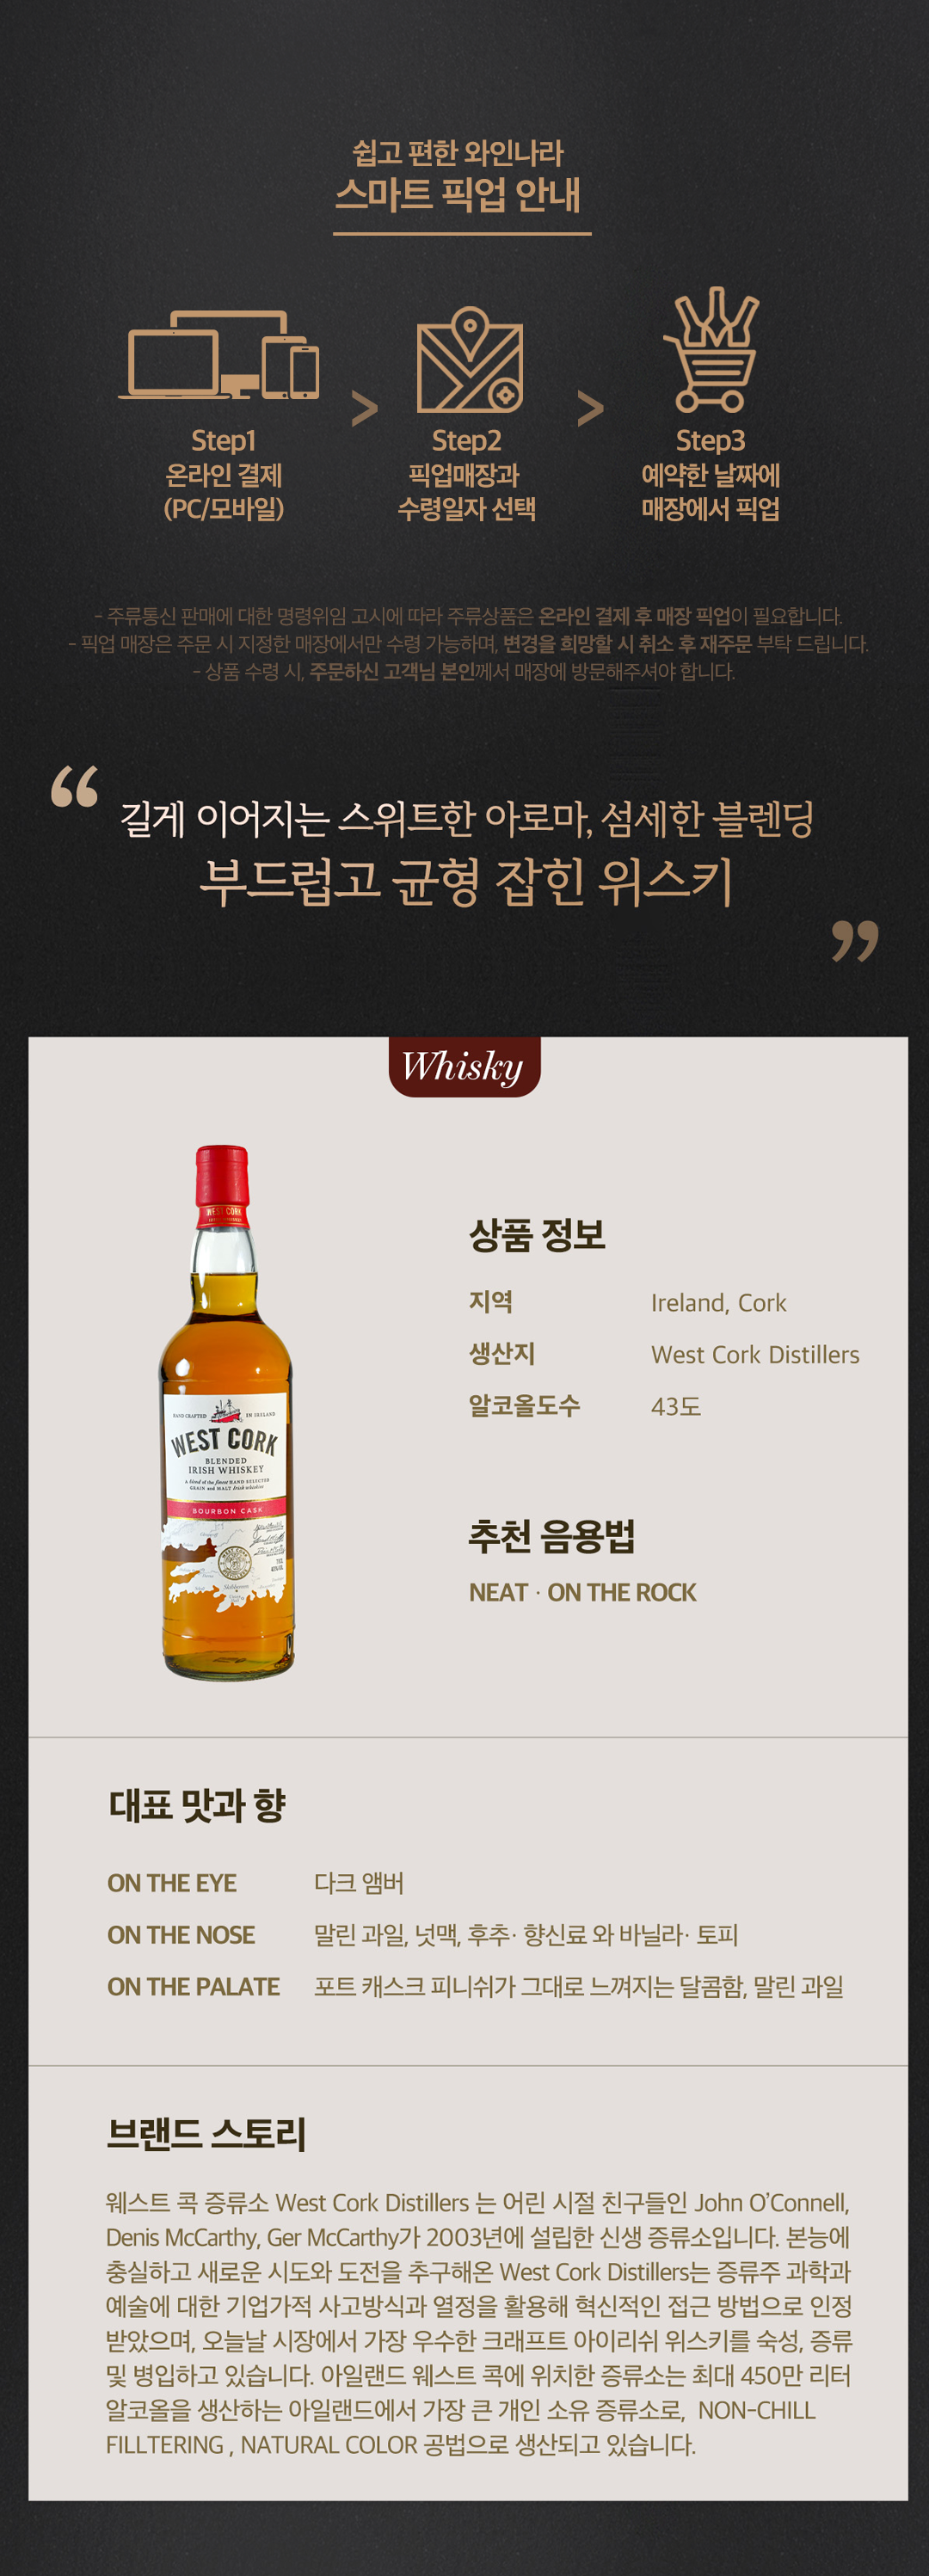 쉽고 편한 와인나라
스마트 픽업 안내
Step1
온라인 결제
(PC/모바일)
>
Step2
픽업매장과
수령일자 선택
>
Step3
예약한 날짜에
매장에서 픽업
- 주류통신 판매에 대한 명령위임 고시에 따라 주류상품은 온라인 결제 후 매장 픽업이 필요합니다.
- 픽업 매장은 주문 시 지정한 매장에서만 수령 가능하며, 변경을 희망할 시 취소 후 재주문 부탁 드립니다.
- 상품 수령 시, 주문하신 고객님 본인께서 매장에 방문해주셔야 합니다.
“ 길게 이어지는 스위트한 아로마, 섬세한 블렌딩
부드럽고 균형 잡힌 위스키 ”
Whisky
WEST CORK
HAND CRAFTED IN IRELAND
WEST CORK
BLENDED
IRISH WHISKEY
A blend of the finest HAND SELECTED
GRAIN and MALT Irish whiskies
BOURBON CASK
Skibbereen
상품 정보
지역 Ireland, Cork
생산지 West Cork Distillers
알코올도수 43도
추천 음용법
NEAT · ON THE ROCK
대표 맛과 향
ON THE EYE 다크 앰버
ON THE NOSE 말린 과일, 넛맥, 후추· 향신료 와 바닐라· 토피
ON THE PALATE 포트 캐스크 피니쉬가 그대로 느껴지는 달콤함, 말린 과일
브랜드 스토리
웨스트 콕 증류소 West Cork Distillers 는 어린 시절 친구들인 John O’Connell,
Denis McCarthy, Ger McCarthy가 2003년에 설립한 신생 증류소입니다. 본능에
충실하고 새로운 시도와 도전을 추구해온 West Cork Distillers는 증류주 과학과
예술에 대한 기업가적 사고방식과 열정을 활용해 혁신적인 접근 방법으로 인정
받았으며, 오늘날 시장에서 가장 우수한 크래프트 아이리쉬 위스키를 숙성, 증류
및 병입하고 있습니다. 아일랜드 웨스트 콕에 위치한 증류소는 최대 450만 리터
알코올을 생산하는 아일랜드에서 가장 큰 개인 소유 증류소로, NON-CHILL
FILLTERING , NATURAL COLOR 공법으로 생산되고 있습니다.